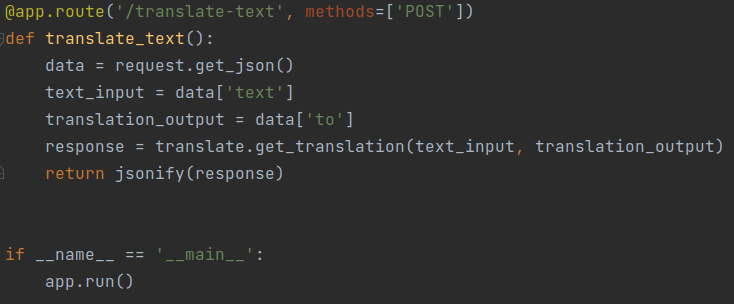 @app.route('/translate-text', methods=['POST'])
def translate_text():
    data = request.get_json()
    text_input = data['text']
    translation_output = data['to']
    response = translate.get_translation(text_input, translation_output)
    return jsonify(response)
if __name__ == '__main__':
    app.run()